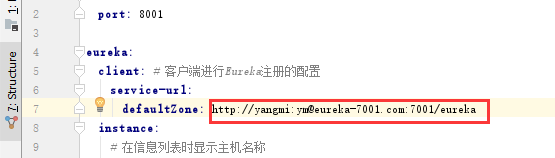 1:
7: Structure
2
port: 8001
3
4
eureka:
5
client: # 客户端进行Eureka注册的配置
6
service-url:
7
defaultZone: http://yangmi:ym@eureka-7001.com:7001/eureka
8
instance:
9
# 在信息列表时显示主机名称